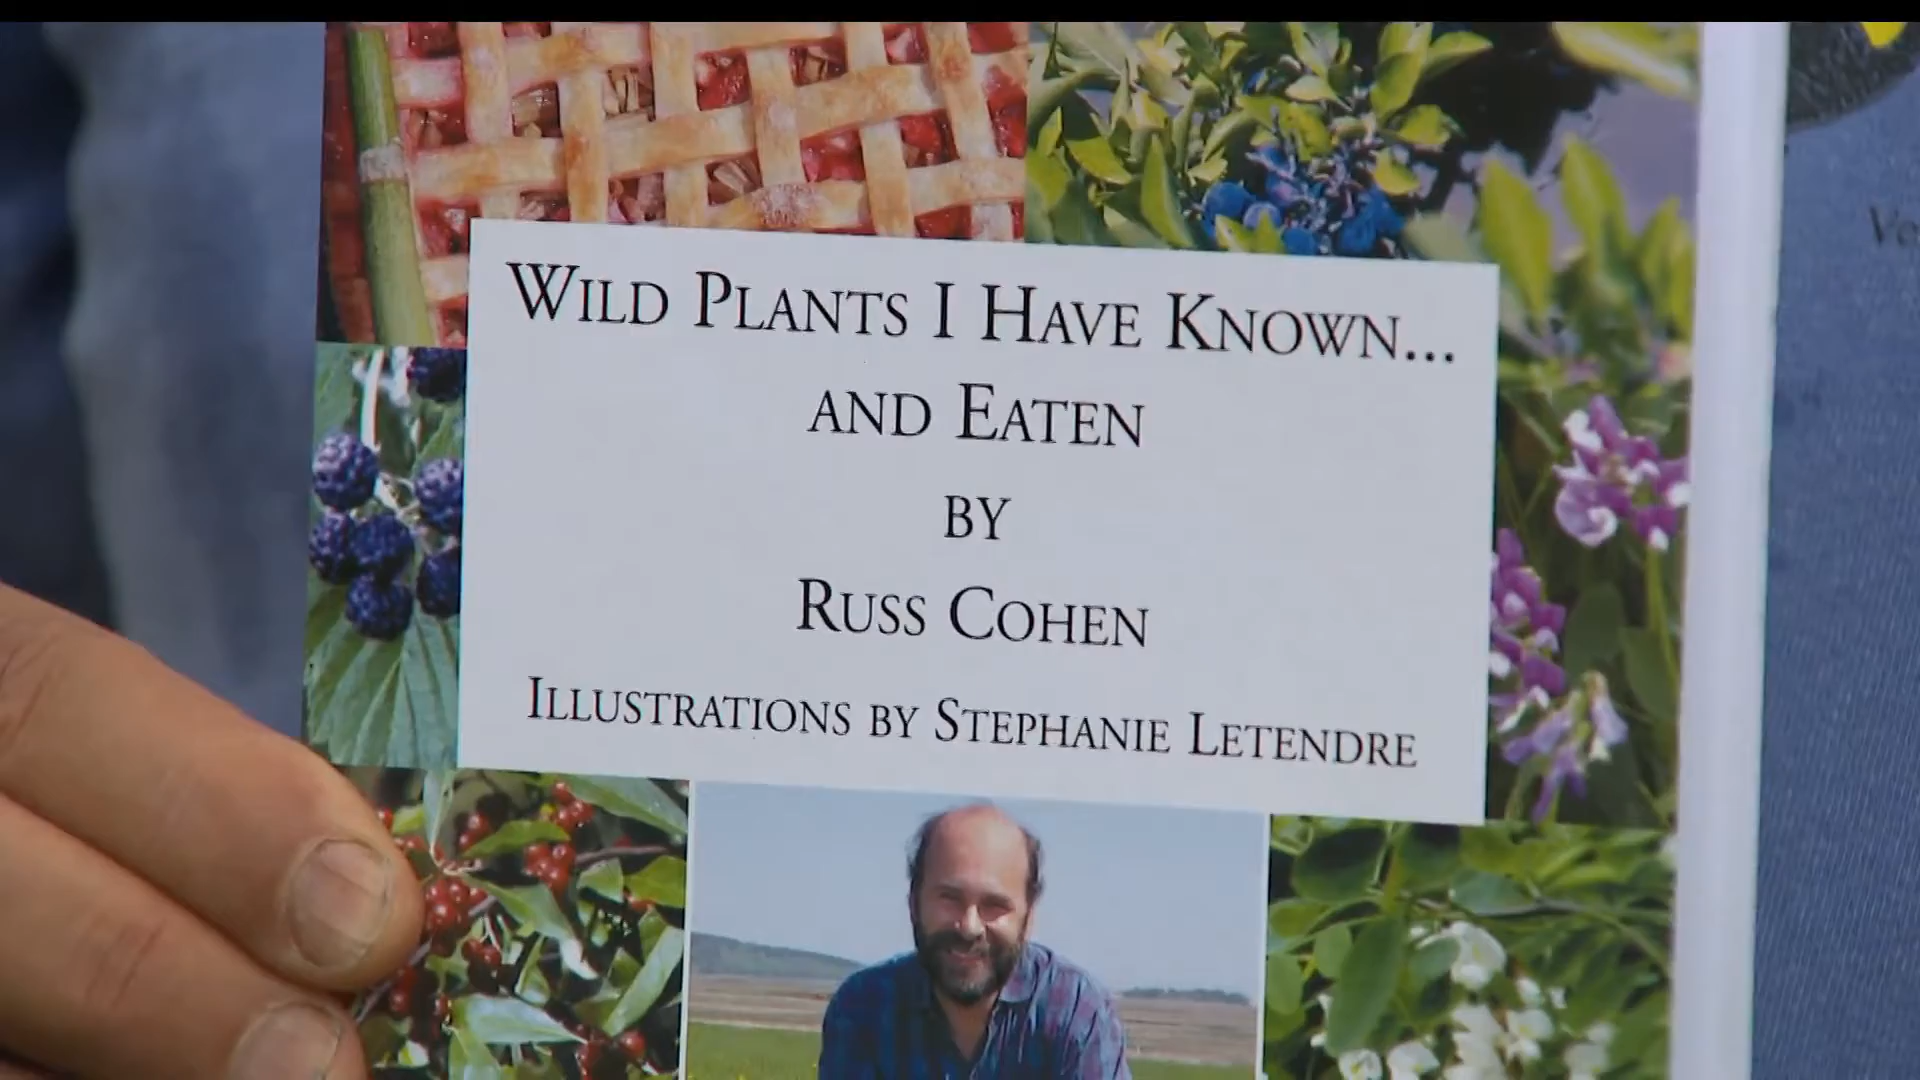 Wild Plants I Have Known...
and Eaten
by
Russ Cohen
Illustrations by Stephanie Letendre